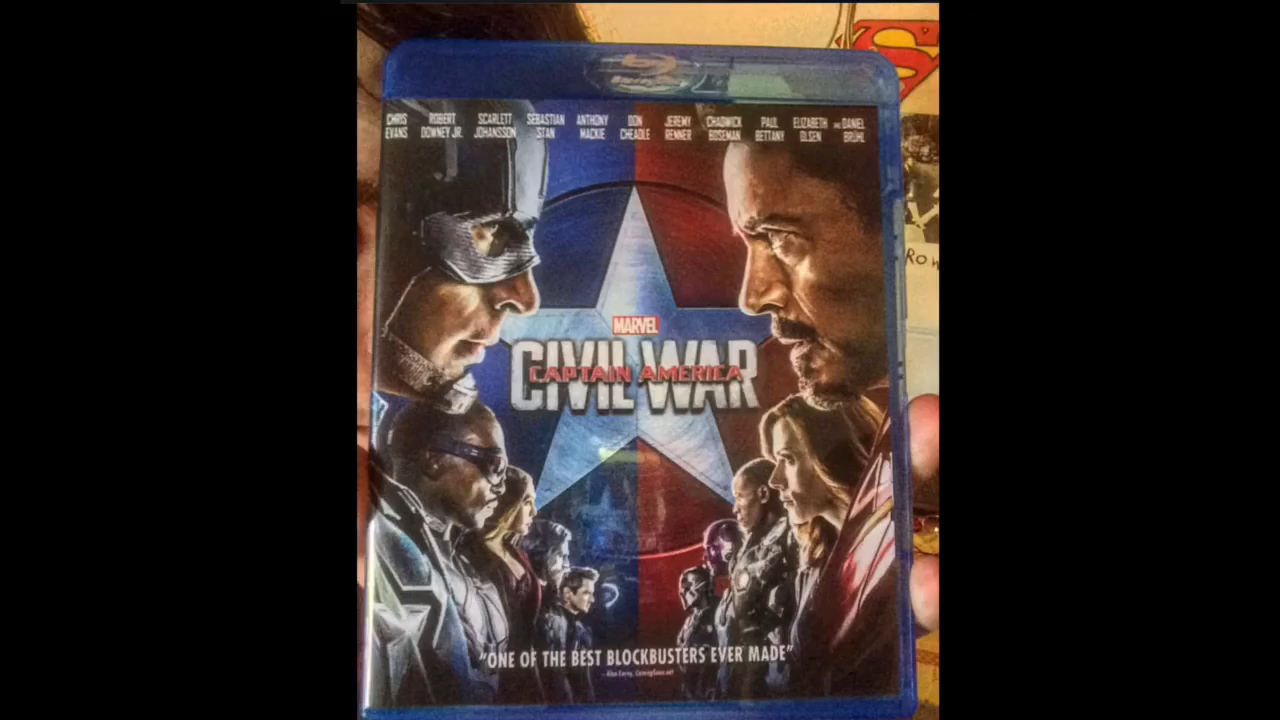 CHRIS EVANS
ROBERT DOWNEY JR.
SCARLETT JOHANSSON
SEBASTIAN STAN
ANTHONY MACKIE
DON CHEADLE
JEREMY RENNER
CHADWICK BOSEMAN
PAUL BETTANY
ELIZABETH OLSEN
AND DANIEL BRÜHL
MARVEL
CAPTAIN AMERICA
CIVIL WAR
"ONE OF THE BEST BLOCKBUSTERS EVER MADE"
S